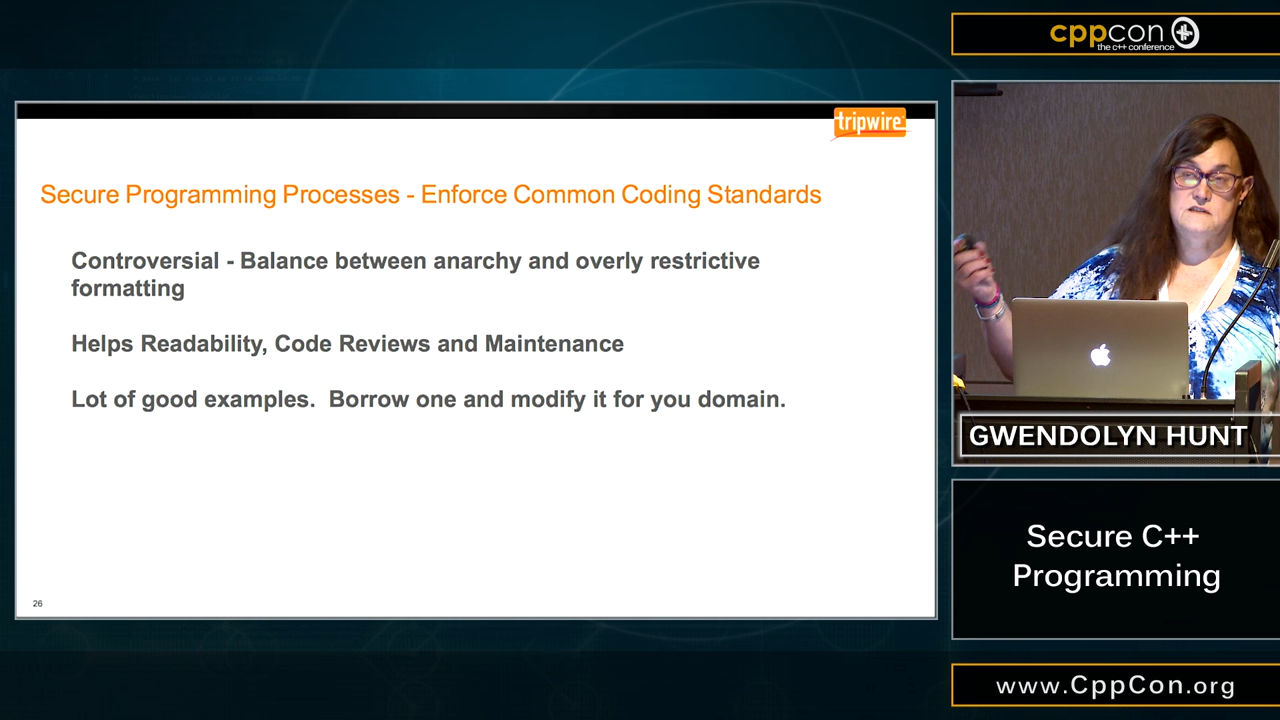 cppcon
the c++ conference
tripwire
Secure Programming Processes - Enforce Common Coding Standards
Controversial - Balance between anarchy and overly restrictive
formatting
Helps Readability, Code Reviews and Maintenance
Lot of good examples. Borrow one and modify it for you domain.
26
GWENDOLYN HUNT
Secure C++
Programming
www.CppCon.org